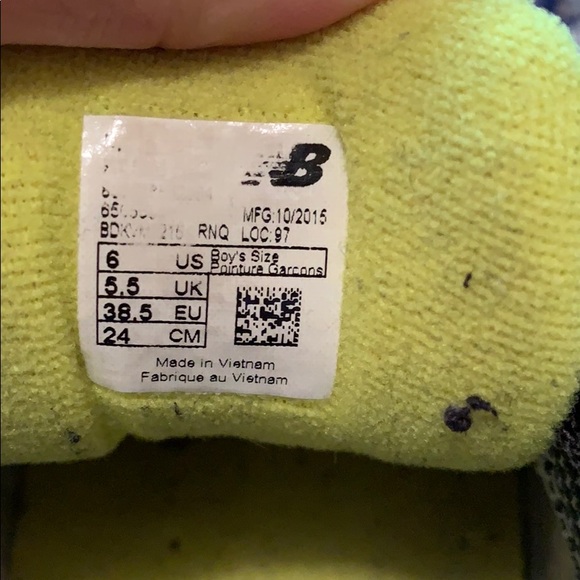 NB
MFG:10/2015
RNQ LOC:97
6 US Boy's Size
Pointure Garcons
5.5 UK
38.5 EU
24 CM
Made in Vietnam
Fabrique au Vietnam